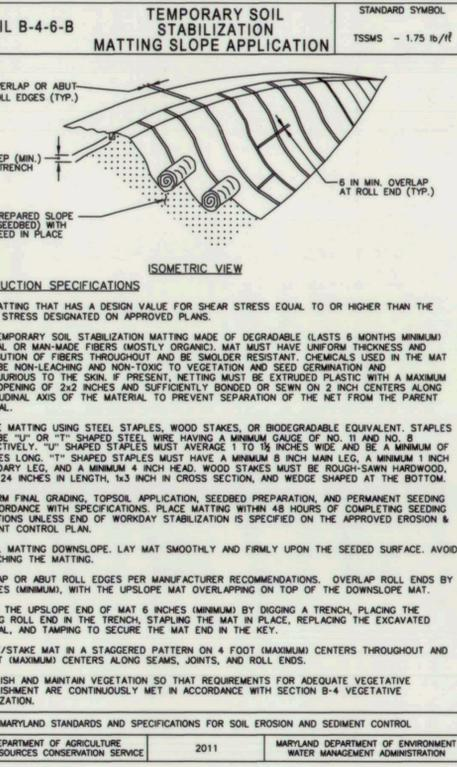 IL B-4-6-B
TEMPORARY SOIL
STABILIZATION
MATTING SLOPE APPLICATION
STANDARD SYMBOL
TSSMS - 1.75 lb/ft²
ERLAP OR ABUT
OLL EDGES (TYP.)
EP (MIN.)
RENCH
6 IN MIN. OVERLAP
AT ROLL END (TYP.)
REPARED SLOPE
SEEDBED) WITH
EED IN PLACE
ISOMETRIC VIEW
UCTION SPECIFICATIONS
ATTING THAT HAS A DESIGN VALUE FOR SHEAR STRESS EQUAL TO OR HIGHER THAN THE
STRESS DESIGNATED ON APPROVED PLANS.
EMPORARY SOIL STABILIZATION MATTING MADE OF DEGRADABLE (LASTS 6 MONTHS MINIMUM)
AL OR MAN-MADE FIBERS (MOSTLY ORGANIC). MAT MUST HAVE UNIFORM THICKNESS AND
UTION OF FIBERS THROUGHOUT AND BE SMOLDER RESISTANT. CHEMICALS USED IN THE MAT
BE NON-LEACHING AND NON-TOXIC TO VEGETATION AND SEED GERMINATION AND
JURIOUS TO THE SKIN. IF PRESENT, NETTING MUST BE EXTRUDED PLASTIC WITH A MAXIMUM
OPENING OF 2x2 INCHES AND SUFFICIENTLY BONDED OR SEWN ON 2 INCH CENTERS ALONG
UDINAL AXIS OF THE MATERIAL TO PREVENT SEPARATION OF THE NET FROM THE PARENT
AL.
E MATTING USING STEEL STAPLES, WOOD STAKES, OR BIODEGRADABLE EQUIVALENT. STAPLES
BE "U" OR "T" SHAPED STEEL WIRE HAVING A MINIMUM GAUGE OF NO. 11 AND NO. 8
CTIVELY. "U" SHAPED STAPLES MUST AVERAGE 1 TO 1½ INCHES WIDE AND BE A MINIMUM OF
ES LONG. "T" SHAPED STAPLES MUST HAVE A MINIMUM 8 INCH MAIN LEG, A MINIMUM 1 INCH
DARY LEG, AND A MINIMUM 4 INCH HEAD. WOOD STAKES MUST BE ROUGH-SAWN HARDWOOD,
24 INCHES IN LENGTH, 1x3 INCH IN CROSS SECTION, AND WEDGE SHAPED AT THE BOTTOM.
RM FINAL GRADING, TOPSOIL APPLICATION, SEEDBED PREPARATION, AND PERMANENT SEEDING
ORDANCE WITH SPECIFICATIONS. PLACE MATTING WITHIN 48 HOURS OF COMPLETING SEEDING
TIONS UNLESS END OF WORKDAY STABILIZATION IS SPECIFIED ON THE APPROVED EROSION &
NT CONTROL PLAN.
MATTING DOWNSLOPE. LAY MAT SMOOTHLY AND FIRMLY UPON THE SEEDED SURFACE. AVOID
CHING THE MATTING.
AP OR ABUT ROLL EDGES PER MANUFACTURER RECOMMENDATIONS. OVERLAP ROLL ENDS BY
ES (MINIMUM), WITH THE UPSLOPE MAT OVERLAPPING ON TOP OF THE DOWNSLOPE MAT.
THE UPSLOPE END OF MAT 6 INCHES (MINIMUM) BY DIGGING A TRENCH, PLACING THE
G ROLL END IN THE TRENCH, STAPLING THE MAT IN PLACE, REPLACING THE EXCAVATED
AL, AND TAMPING TO SECURE THE MAT END IN THE KEY.
/STAKE MAT IN A STAGGERED PATTERN ON 4 FOOT (MAXIMUM) CENTERS THROUGHOUT AND
T (MAXIMUM) CENTERS ALONG SEAMS, JOINTS, AND ROLL ENDS.
ISH AND MAINTAIN VEGETATION SO THAT REQUIREMENTS FOR ADEQUATE VEGETATIVE
ISHMENT ARE CONTINUOUSLY MET IN ACCORDANCE WITH SECTION B-4 VEGETATIVE
IZATION.
MARYLAND STANDARDS AND SPECIFICATIONS FOR SOIL EROSION AND SEDIMENT CONTROL
EPARTMENT OF AGRICULTURE
SOURCES CONSERVATION SERVICE
2011
MARYLAND DEPARTMENT OF ENVIRONMENT
WATER MANAGEMENT ADMINISTRATION